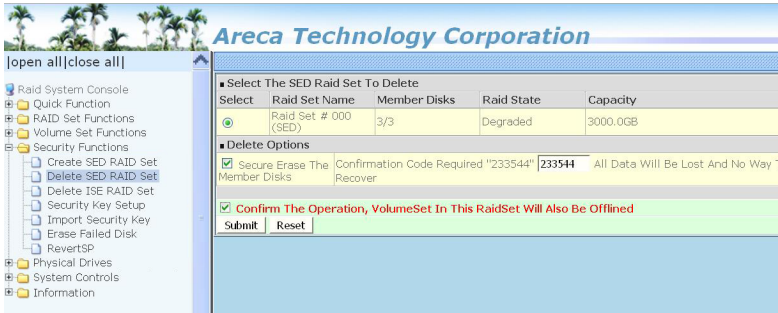 Areca Technology Corporation
|open all|close all|
Raid System Console
Quick Function
RAID Set Functions
Volume Set Functions
Security Functions
Create SED RAID Set
Delete SED RAID Set
Delete ISE RAID Set
Security Key Setup
Import Security Key
Erase Failed Disk
RevertSP
Physical Drives
System Controls
Information
Select The SED Raid Set To Delete
Select Raid Set Name Member Disks Raid State Capacity
Raid Set # 000 (SED) 3/3 Degraded 3000.0GB
Delete Options
Secure Erase The Member Disks
Confirmation Code Required "233544" 233544 All Data Will Be Lost And No Way
Recover
Confirm The Operation, VolumeSet In This RaidSet Will Also Be Offlined
Submit Reset